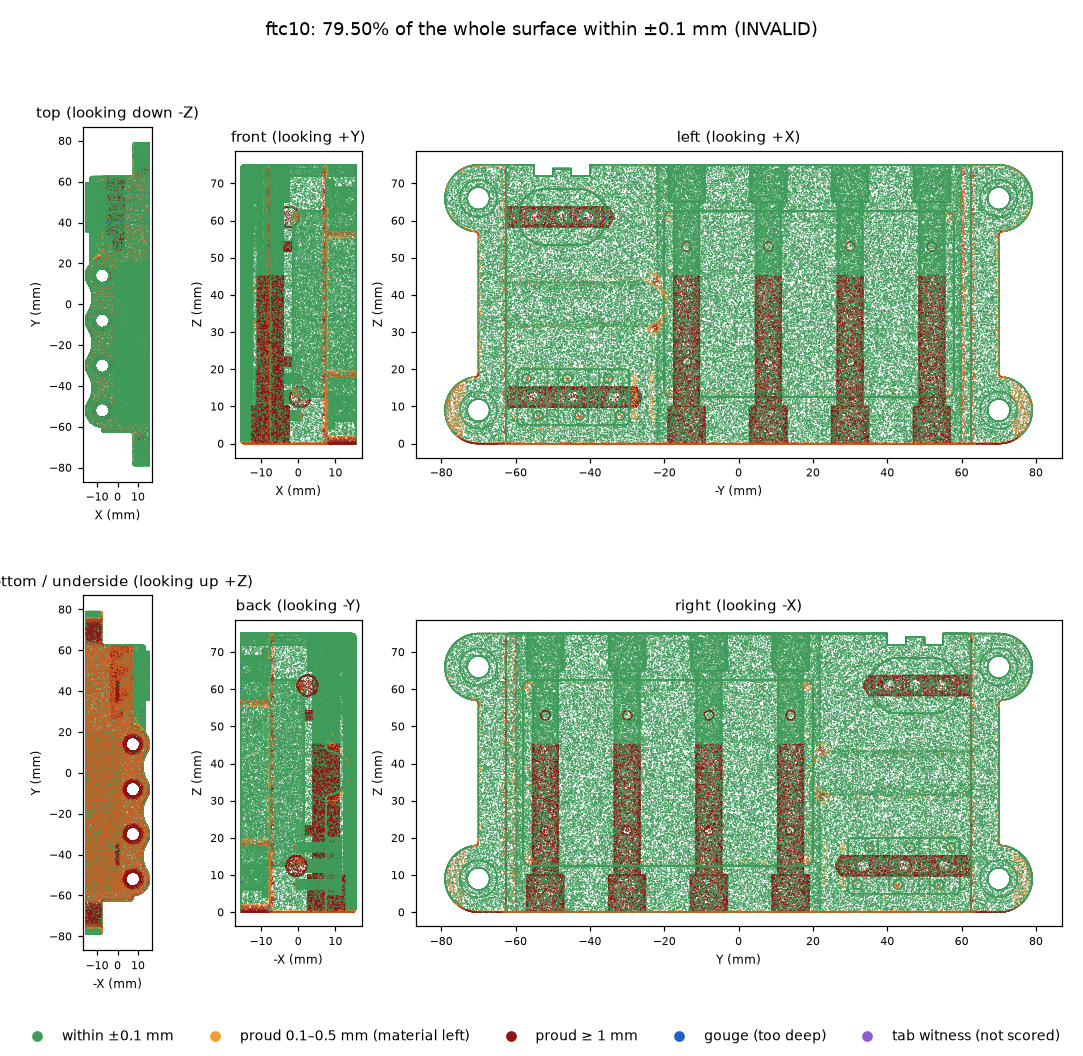 ftc10: 79.50% of the whole surface within ±0.1 mm (INVALID)
top (looking down -Z)
80
60
40
20
0
−20
−40
−60
−80
Y (mm)
−10 0 10
X (mm)
front (looking +Y)
70
60
50
40
30
20
10
0
Z (mm)
−10 0 10
X (mm)
left (looking +X)
70
60
50
40
30
20
10
0
Z (mm)
−80 −60 −40 −20 0 20 40 60 80
-Y (mm)
ottom / underside (looking up +Z)
80
60
40
20
0
−20
−40
−60
−80
Y (mm)
−10 0 10
-X (mm)
back (looking -Y)
70
60
50
40
30
20
10
0
Z (mm)
−10 0 10
-X (mm)
right (looking -X)
70
60
50
40
30
20
10
0
Z (mm)
−80 −60 −40 −20 0 20 40 60 80
Y (mm)
within ±0.1 mm proud 0.1–0.5 mm (material left) proud ≥ 1 mm gouge (too deep) tab witness (not scored)